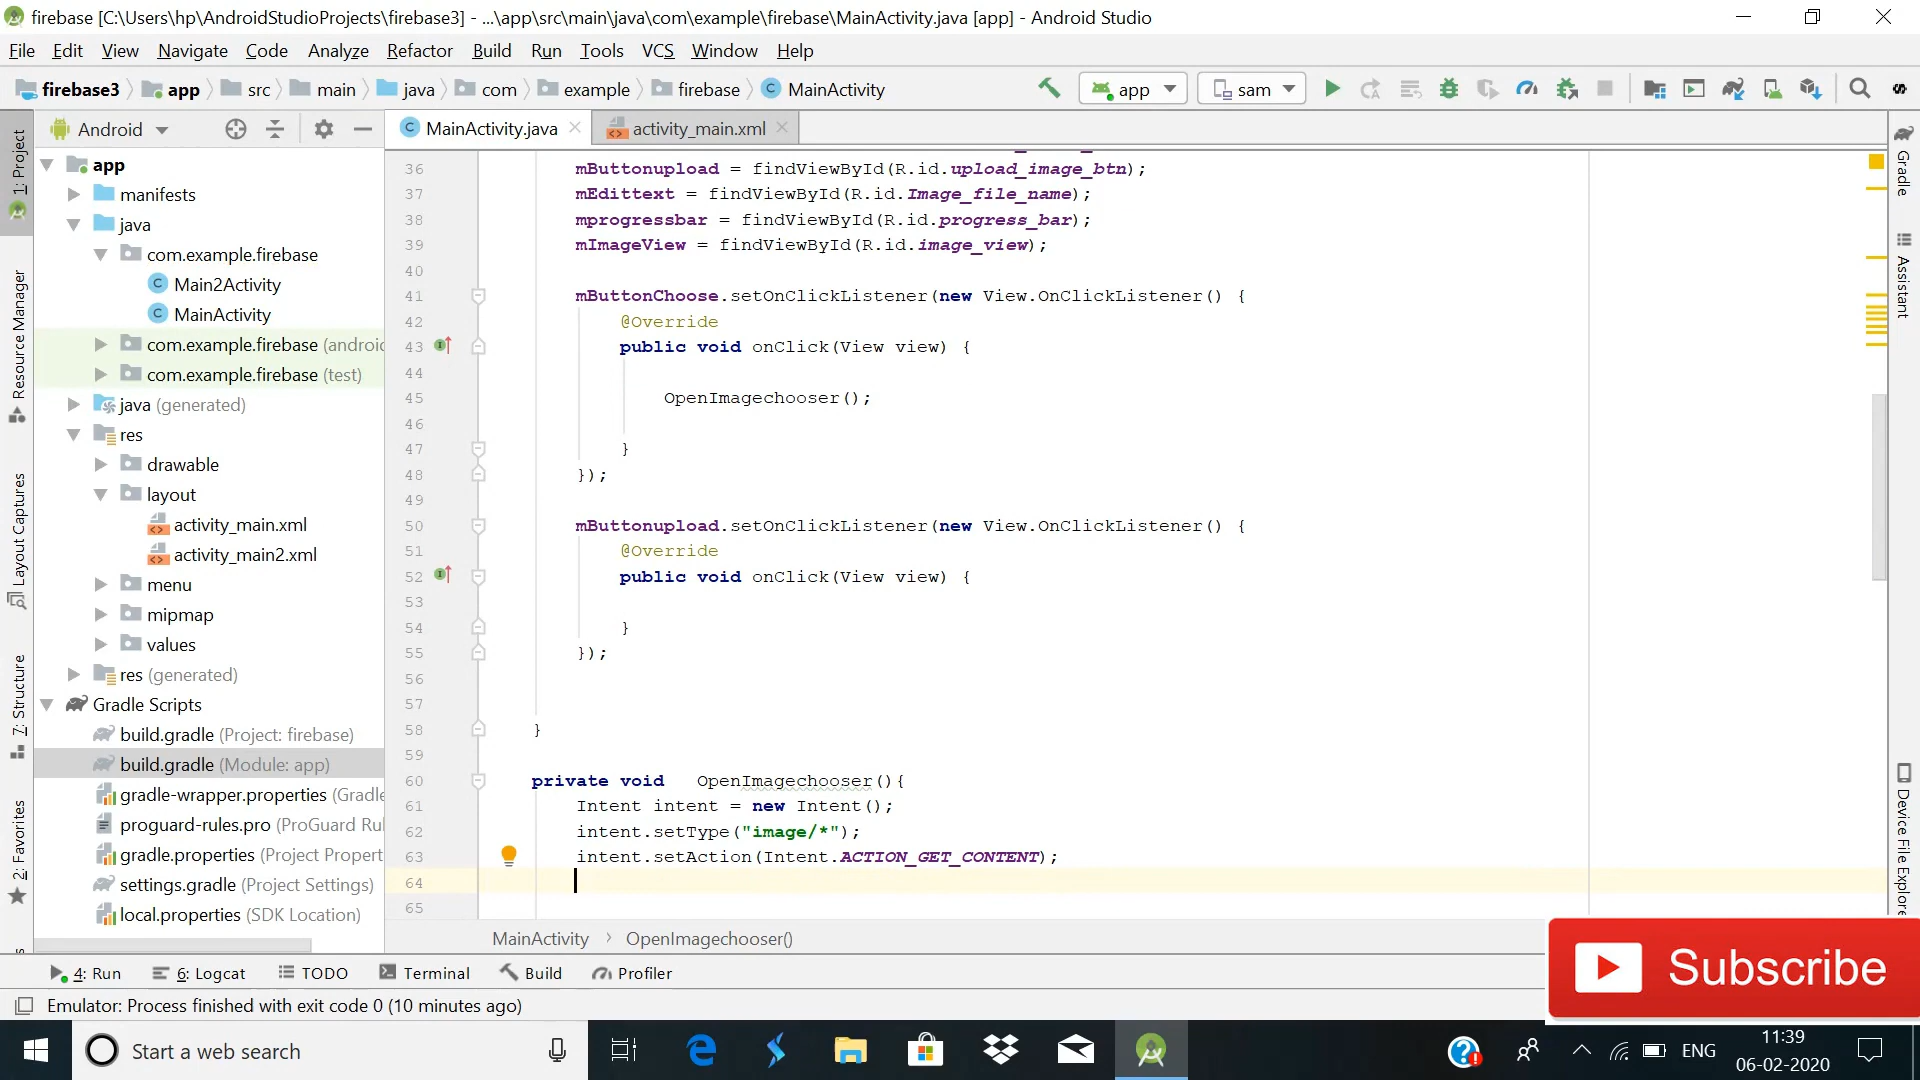 firebase [C:\Users\hp\AndroidStudioProjects\firebase3] - ...\app\src\main\java\com\example\firebase\MainActivity.java [app] - Android Studio
File Edit View Navigate Code Analyze Refactor Build Run Tools VCS Window Help
firebase3 app src main java com example firebase MainActivity app sam
Android MainActivity.java activity_main.xml
1: Project
Resource Manager
Layout Captures
7: Structure
2: Favorites
app
manifests
java
com.example.firebase
Main2Activity
MainActivity
com.example.firebase (androic
com.example.firebase (test)
java (generated)
res
drawable
layout
activity_main.xml
activity_main2.xml
menu
mipmap
values
res (generated)
Gradle Scripts
build.gradle (Project: firebase)
build.gradle (Module: app)
gradle-wrapper.properties (Gradle
proguard-rules.pro (ProGuard Rul
gradle.properties (Project Propert
settings.gradle (Project Settings)
local.properties (SDK Location)
36 mButtonupload = findViewById(R.id.upload_image_btn);
37 mEdittext = findViewById(R.id.Image_file_name);
38 mprogressbar = findViewById(R.id.progress_bar);
39 mImageView = findViewById(R.id.image_view);
40
41 mButtonChoose.setOnClickListener(new View.OnClickListener() {
42 @Override
43 public void onClick(View view) {
44
45 OpenImagechooser();
46
47 }
48 });
49
50 mButtonupload.setOnClickListener(new View.OnClickListener() {
51 @Override
52 public void onClick(View view) {
53
54 }
55 });
56
57
58 }
59
60 private void OpenImagechooser(){
61 Intent intent = new Intent();
62 intent.setType("image/*");
63 intent.setAction(Intent.ACTION_GET_CONTENT);
64
65
MainActivity OpenImagechooser()
Gradle
Assistant
Device File Explore
4: Run 6: Logcat TODO Terminal Build Profiler
Subscribe
Emulator: Process finished with exit code 0 (10 minutes ago)
Start a web search
ENG
11:39
06-02-2020